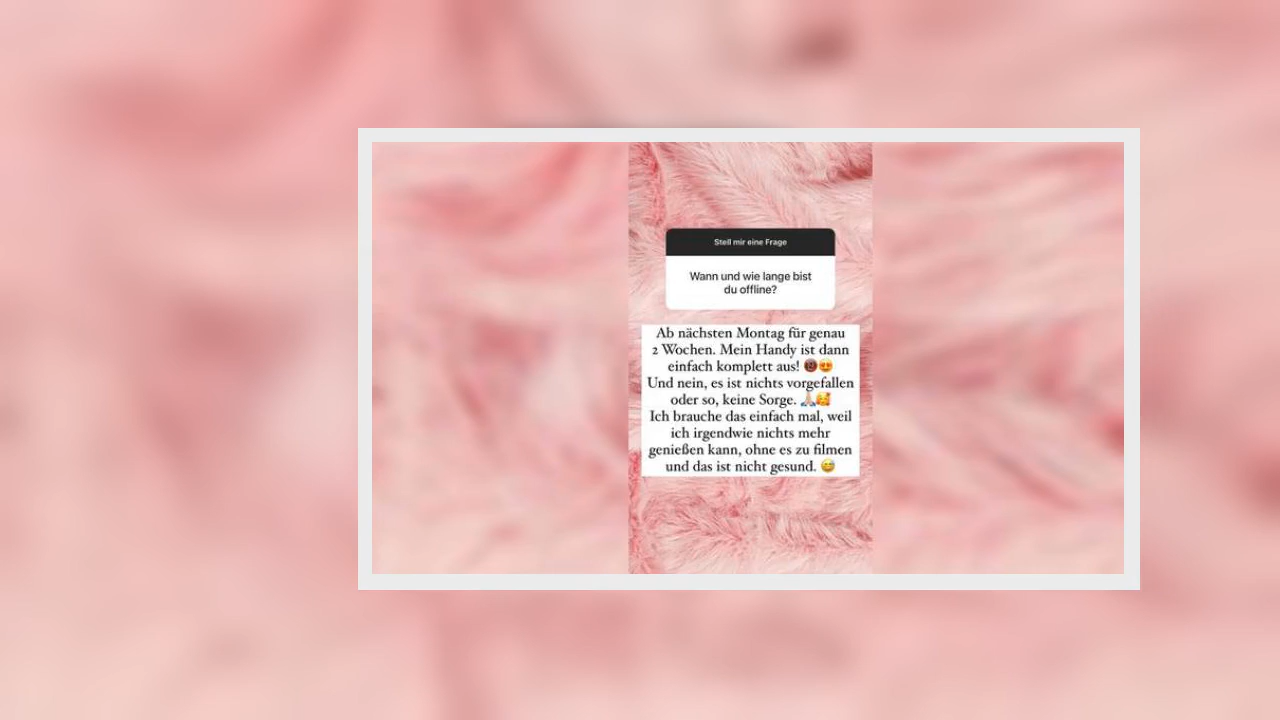 Stell mir eine Frage
Wann und wie lange bist
du offline?
Ab nächsten Montag für genau
2 Wochen. Mein Handy ist dann
einfach komplett aus! 📵😍
Und nein, es ist nichts vorgefallen
oder so, keine Sorge. 🙏🏼🥰
Ich brauche das einfach mal, weil
ich irgendwie nichts mehr
genießen kann, ohne es zu filmen
und das ist nicht gesund. 😅